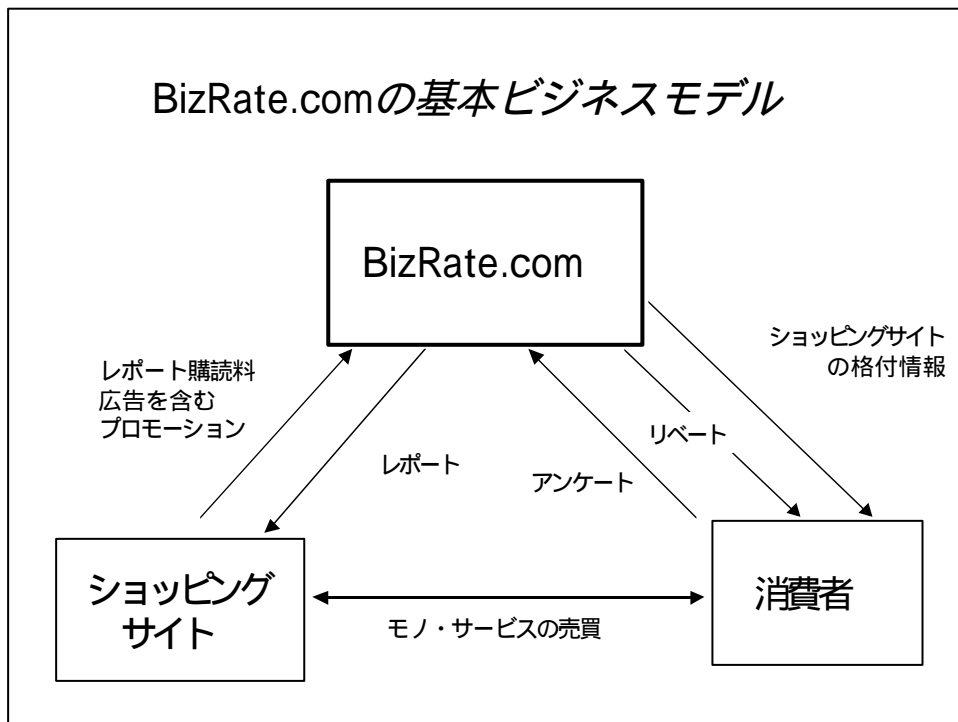 BizRate.comの基本ビジネスモデル
BizRate.com
ショッピングサイト
の格付情報
レポート購読料
広告を含む
プロモーション
リベート
レポート
アンケート
ショッピング
サイト
消費者
モノ・サービスの売買